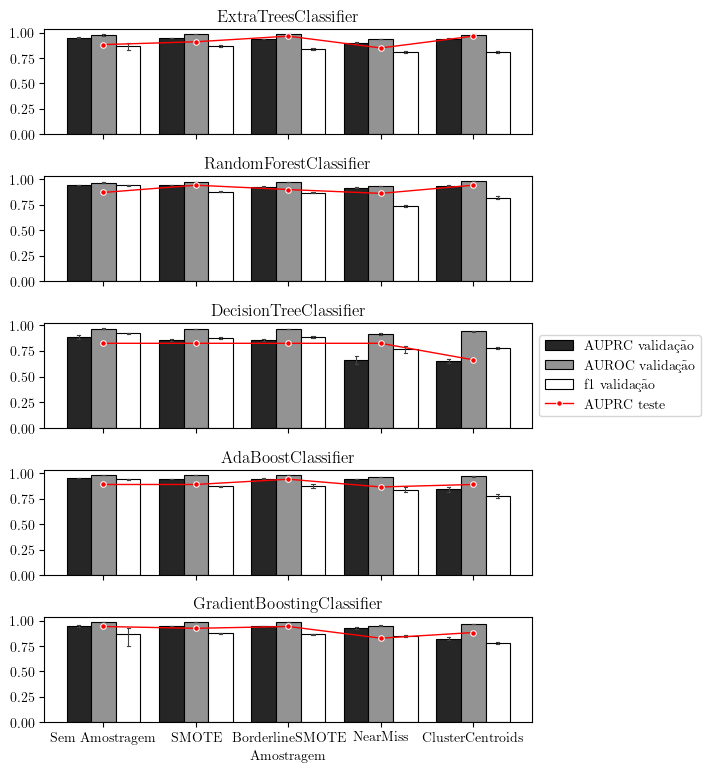 ExtraTreesClassifier
1.00
0.75
0.50
0.25
0.00
RandomForestClassifier
1.00
0.75
0.50
0.25
0.00
DecisionTreeClassifier
1.00
0.75
0.50
0.25
0.00
AUPRC validação
AUROC validação
f1 validação
AUPRC teste
AdaBoostClassifier
1.00
0.75
0.50
0.25
0.00
GradientBoostingClassifier
1.00
0.75
0.50
0.25
0.00
Sem Amostragem SMOTE BorderlineSMOTE NearMiss ClusterCentroids
Amostragem